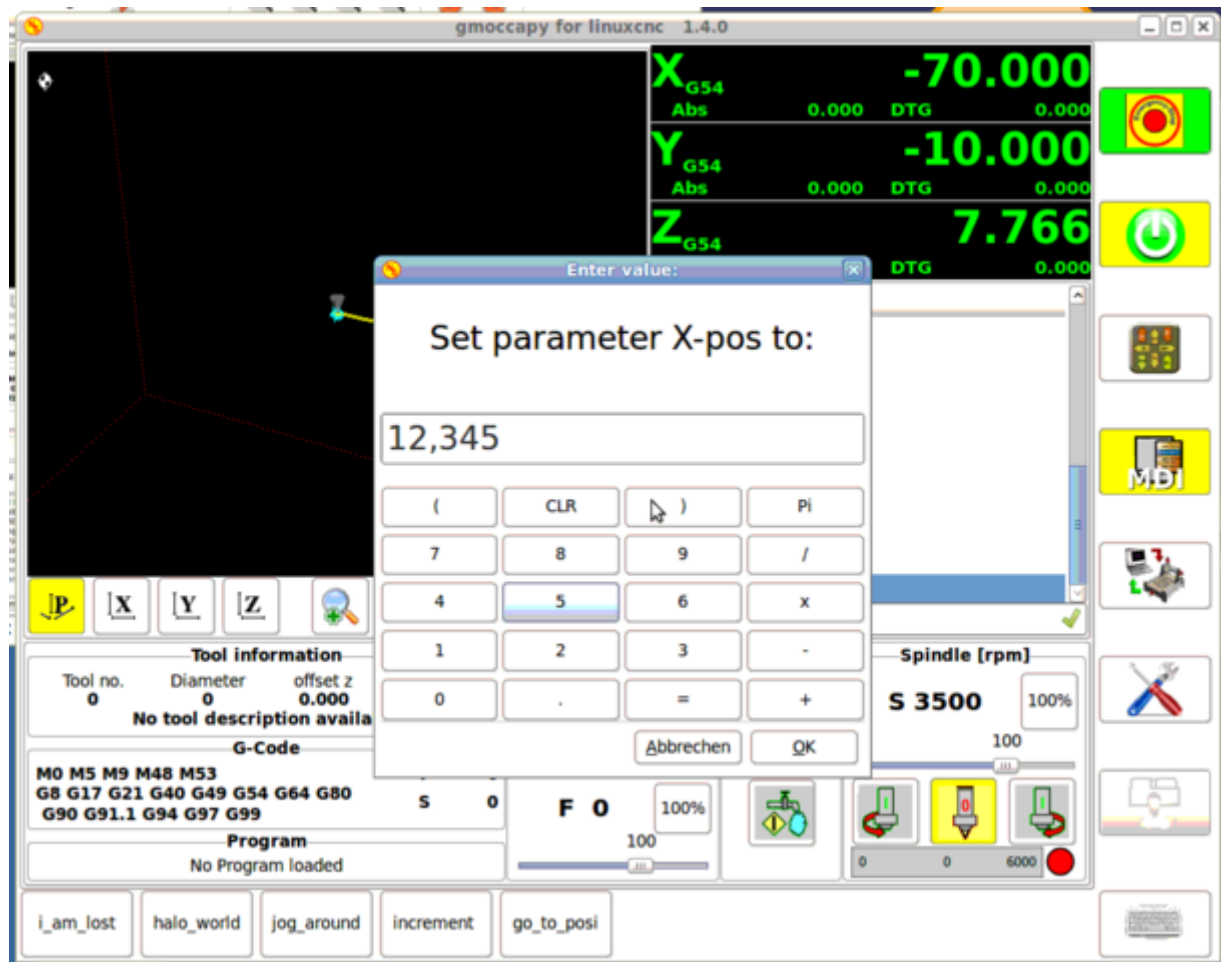 gmoccapy for linuxcnc 1.4.0
X G54 -70.000
Abs 0.000 DTG 0.000
Y G54 -10.000
Abs 0.000 DTG 0.000
Z G54 7.766
DTG 0.000
Enter value:
Set parameter X-pos to:
12,345
( CLR ) Pi
7 8 9 /
4 5 6 x
1 2 3 -
0 . = +
Abbrechen OK
MDI
P X Y Z
Tool information
Tool no. Diameter offset z
0 0 0.000
No tool description availa
G-Code
M0 M5 M9 M48 M53
G8 G17 G21 G40 G49 G54 G64 G80
G90 G91.1 G94 G97 G99
S 0
Program
No Program loaded
F 0 100%
100
Spindle [rpm]
S 3500 100%
100
0 0 6000
i_am_lost halo_world jog_around increment go_to_posi